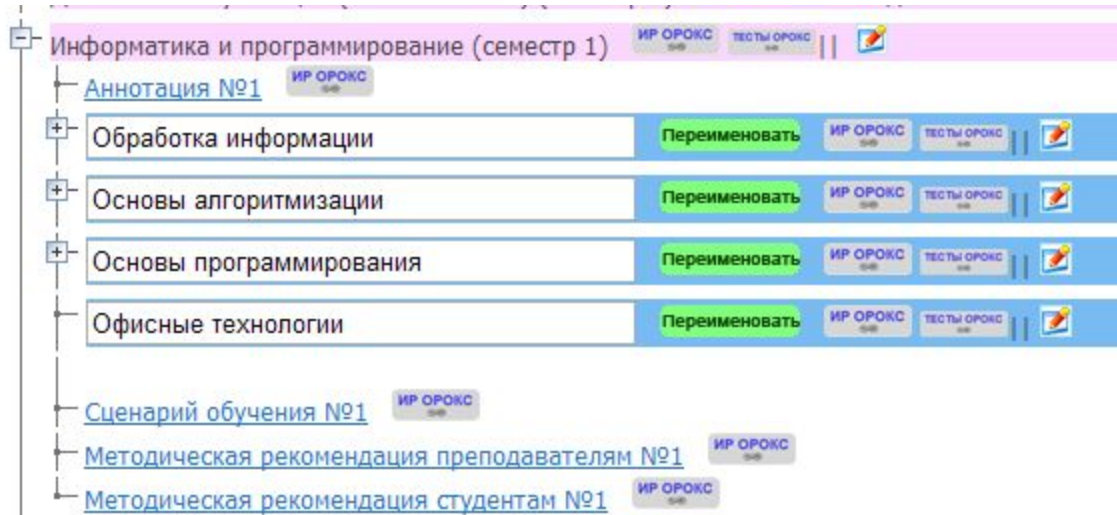 Информатика и программирование (семестр 1) ИР ОРОКС ТЕСТЫ ОРОКС
Аннотация №1 ИР ОРОКС
Обработка информации Переименовать ИР ОРОКС ТЕСТЫ ОРОКС
Основы алгоритмизации Переименовать ИР ОРОКС ТЕСТЫ ОРОКС
Основы программирования Переименовать ИР ОРОКС ТЕСТЫ ОРОКС
Офисные технологии Переименовать ИР ОРОКС ТЕСТЫ ОРОКС
Сценарий обучения №1 ИР ОРОКС
Методическая рекомендация преподавателям №1 ИР ОРОКС
Методическая рекомендация студентам №1 ИР ОРОКС